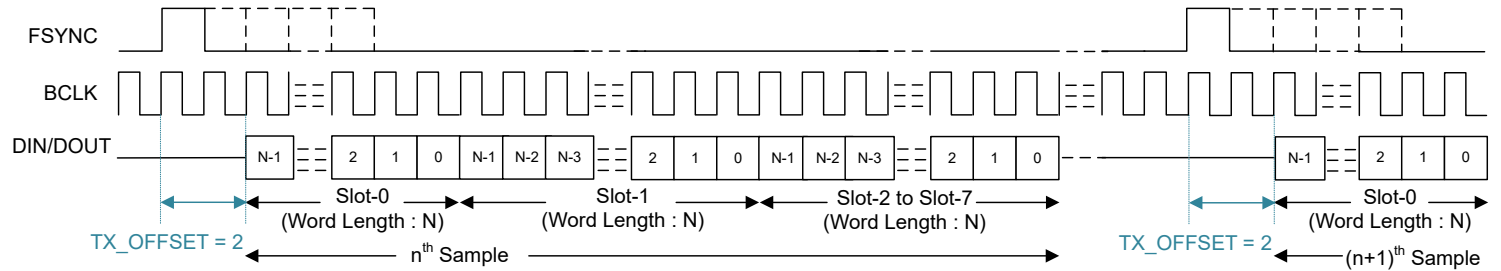 FSYNC
BCLK
DIN/DOUT
N-1 2 1 0 N-1 N-2 N-3 2 1 0 N-1 N-2 N-3 2 1 0 N-1 2 1 0
Slot-0 Slot-1 Slot-2 to Slot-7 Slot-0
(Word Length : N) (Word Length : N) (Word Length : N) (Word Length : N)
TX_OFFSET = 2 TX_OFFSET = 2
nth Sample (n+1)th Sample